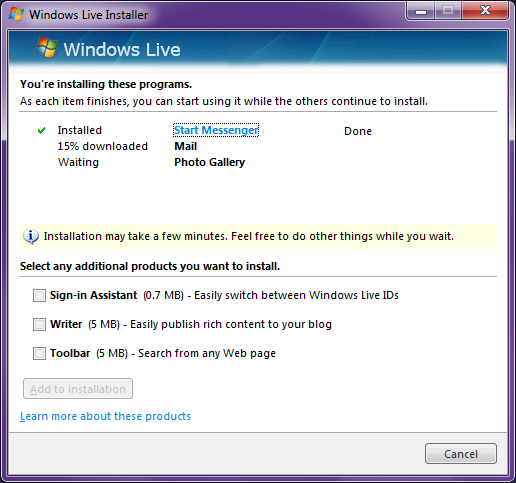 Windows Live Installer
Windows Live
You're installing these programs.
As each item finishes, you can start using it while the others continue to install.
Installed Start Messenger Done
15% downloaded Mail
Waiting Photo Gallery
Installation may take a few minutes. Feel free to do other things while you wait.
Select any additional products you want to install.
Sign-in Assistant (0.7 MB) - Easily switch between Windows Live IDs
Writer (5 MB) - Easily publish rich content to your blog
Toolbar (5 MB) - Search from any Web page
Add to installation
Learn more about these products
Cancel